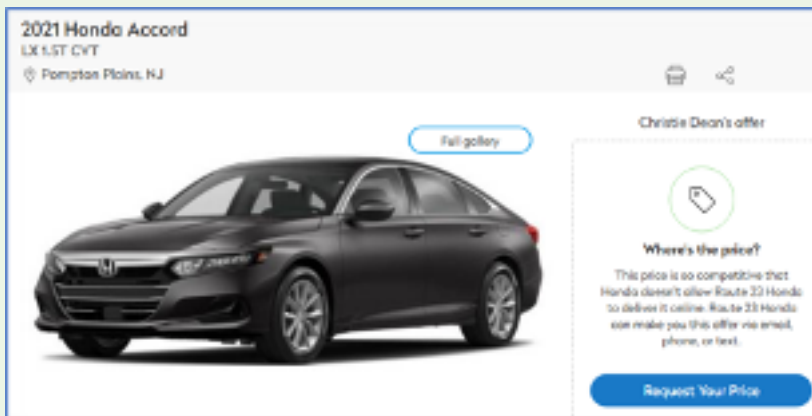 2021 Honda Accord
LX 1.5T CVT
Pompton Plains, NJ
Full gallery
Christie Dean's offer
Where's the price?
This price is so competitive that
Honda doesn't allow Route 23 Honda
to deliver it online. Route 23 Honda
can make you this offer via email,
phone, or text.
Request Your Price